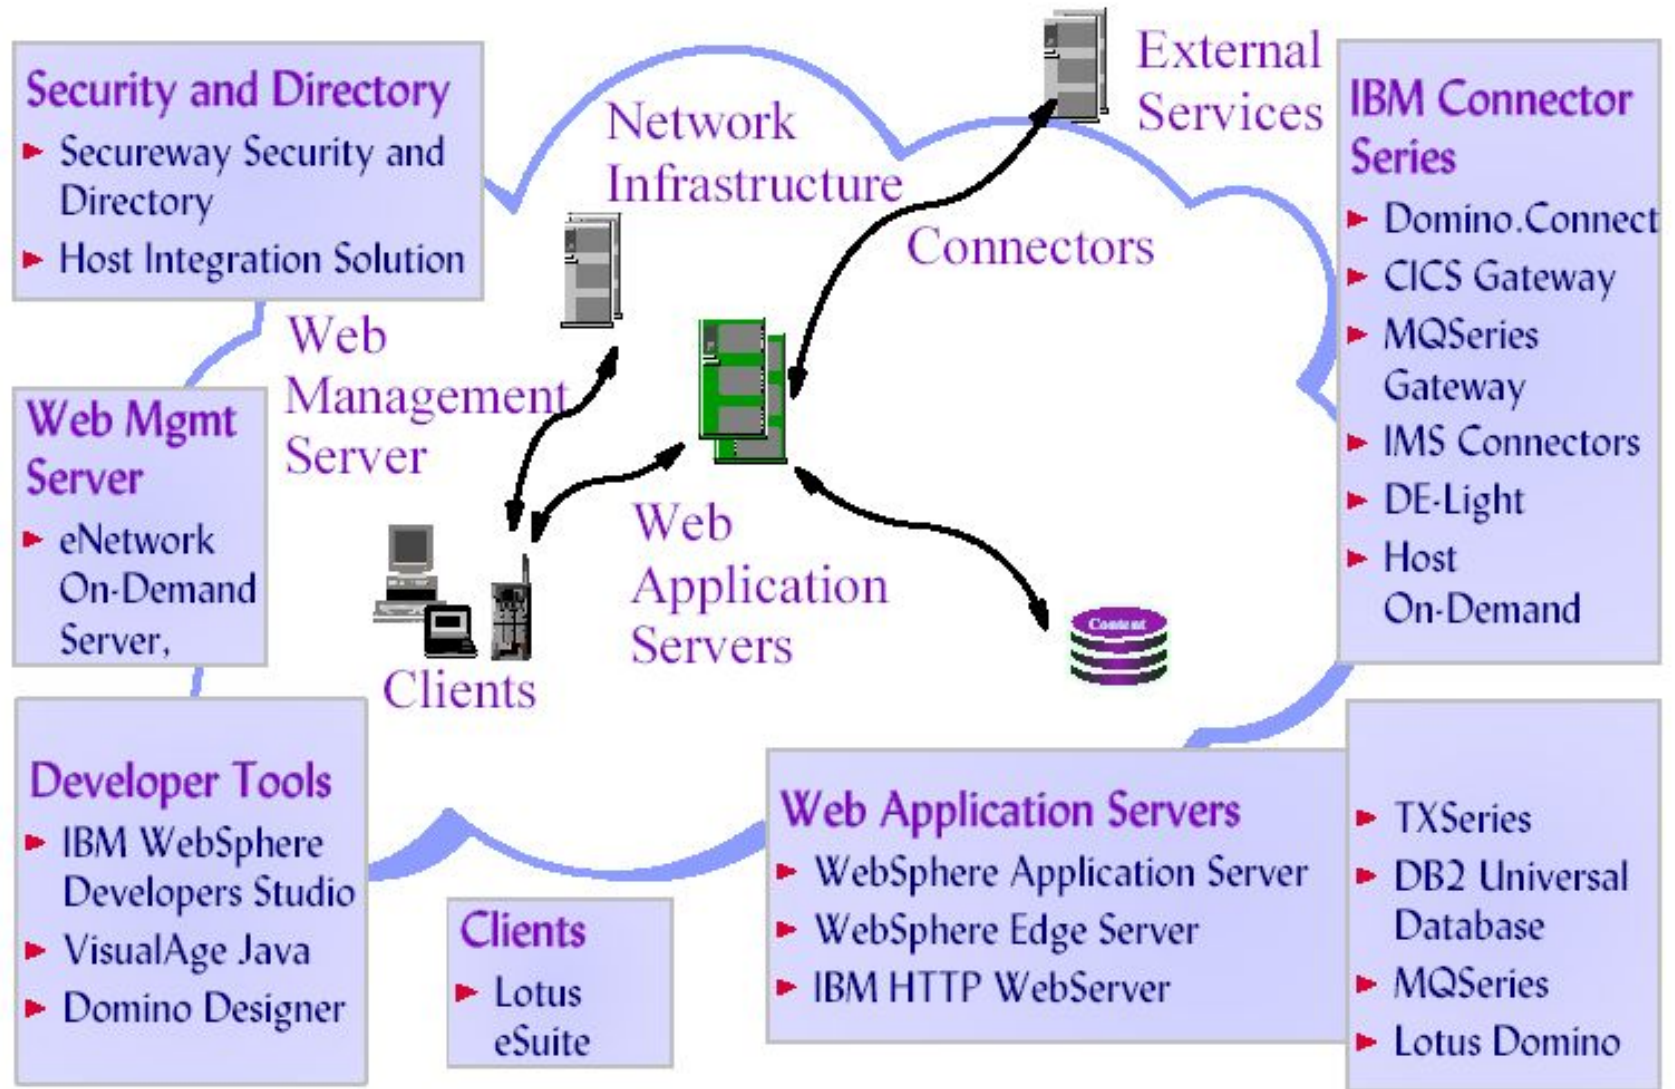 Security and Directory
Secureway Security and
Directory
Host Integration Solution
Network
Infrastructure
External
Services
Connectors
IBM Connector
Series
Domino.Connect
CICS Gateway
MQSeries
Gateway
IMS Connectors
DE-Light
Host
On-Demand
Web
Management
Server
Web Mgmt
Server
eNetwork
On-Demand
Server,
Web
Application
Servers
Content
Clients
Developer Tools
IBM WebSphere
Developers Studio
VisualAge Java
Domino Designer
Clients
Lotus
eSuite
Web Application Servers
WebSphere Application Server
WebSphere Edge Server
IBM HTTP WebServer
TXSeries
DB2 Universal
Database
MQSeries
Lotus Domino